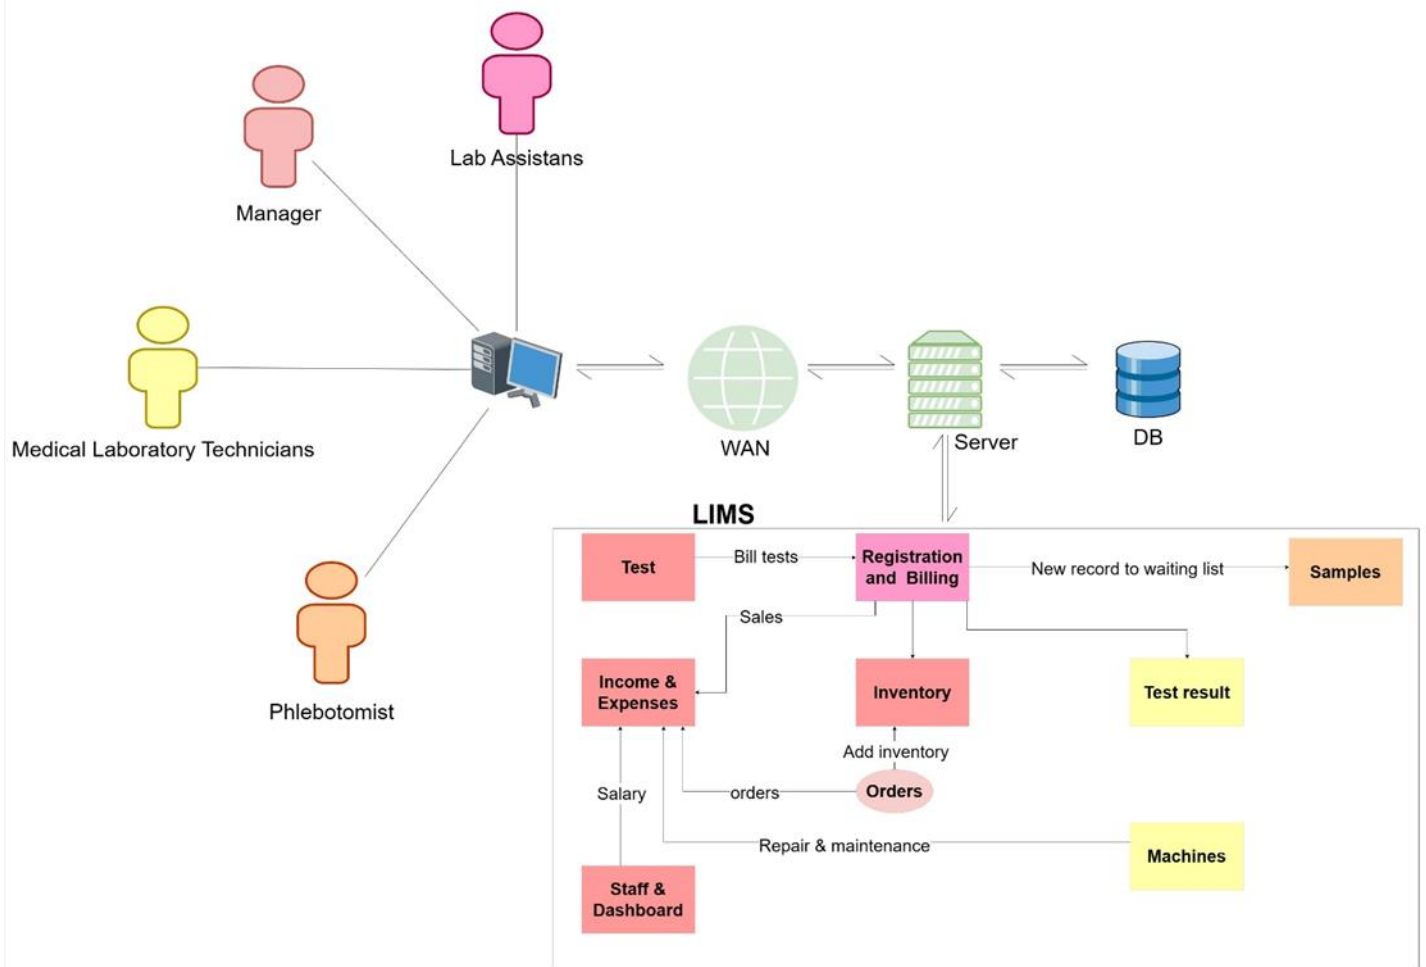 Lab Assistans
Manager
Medical Laboratory Technicians
WAN
Server
DB
Phlebotomist
LIMS
Test
Bill tests
Registration
and Billing
New record to waiting list
Samples
Sales
Income &
Expenses
Inventory
Test result
Add inventory
Salary
orders
Orders
Repair & maintenance
Machines
Staff &
Dashboard